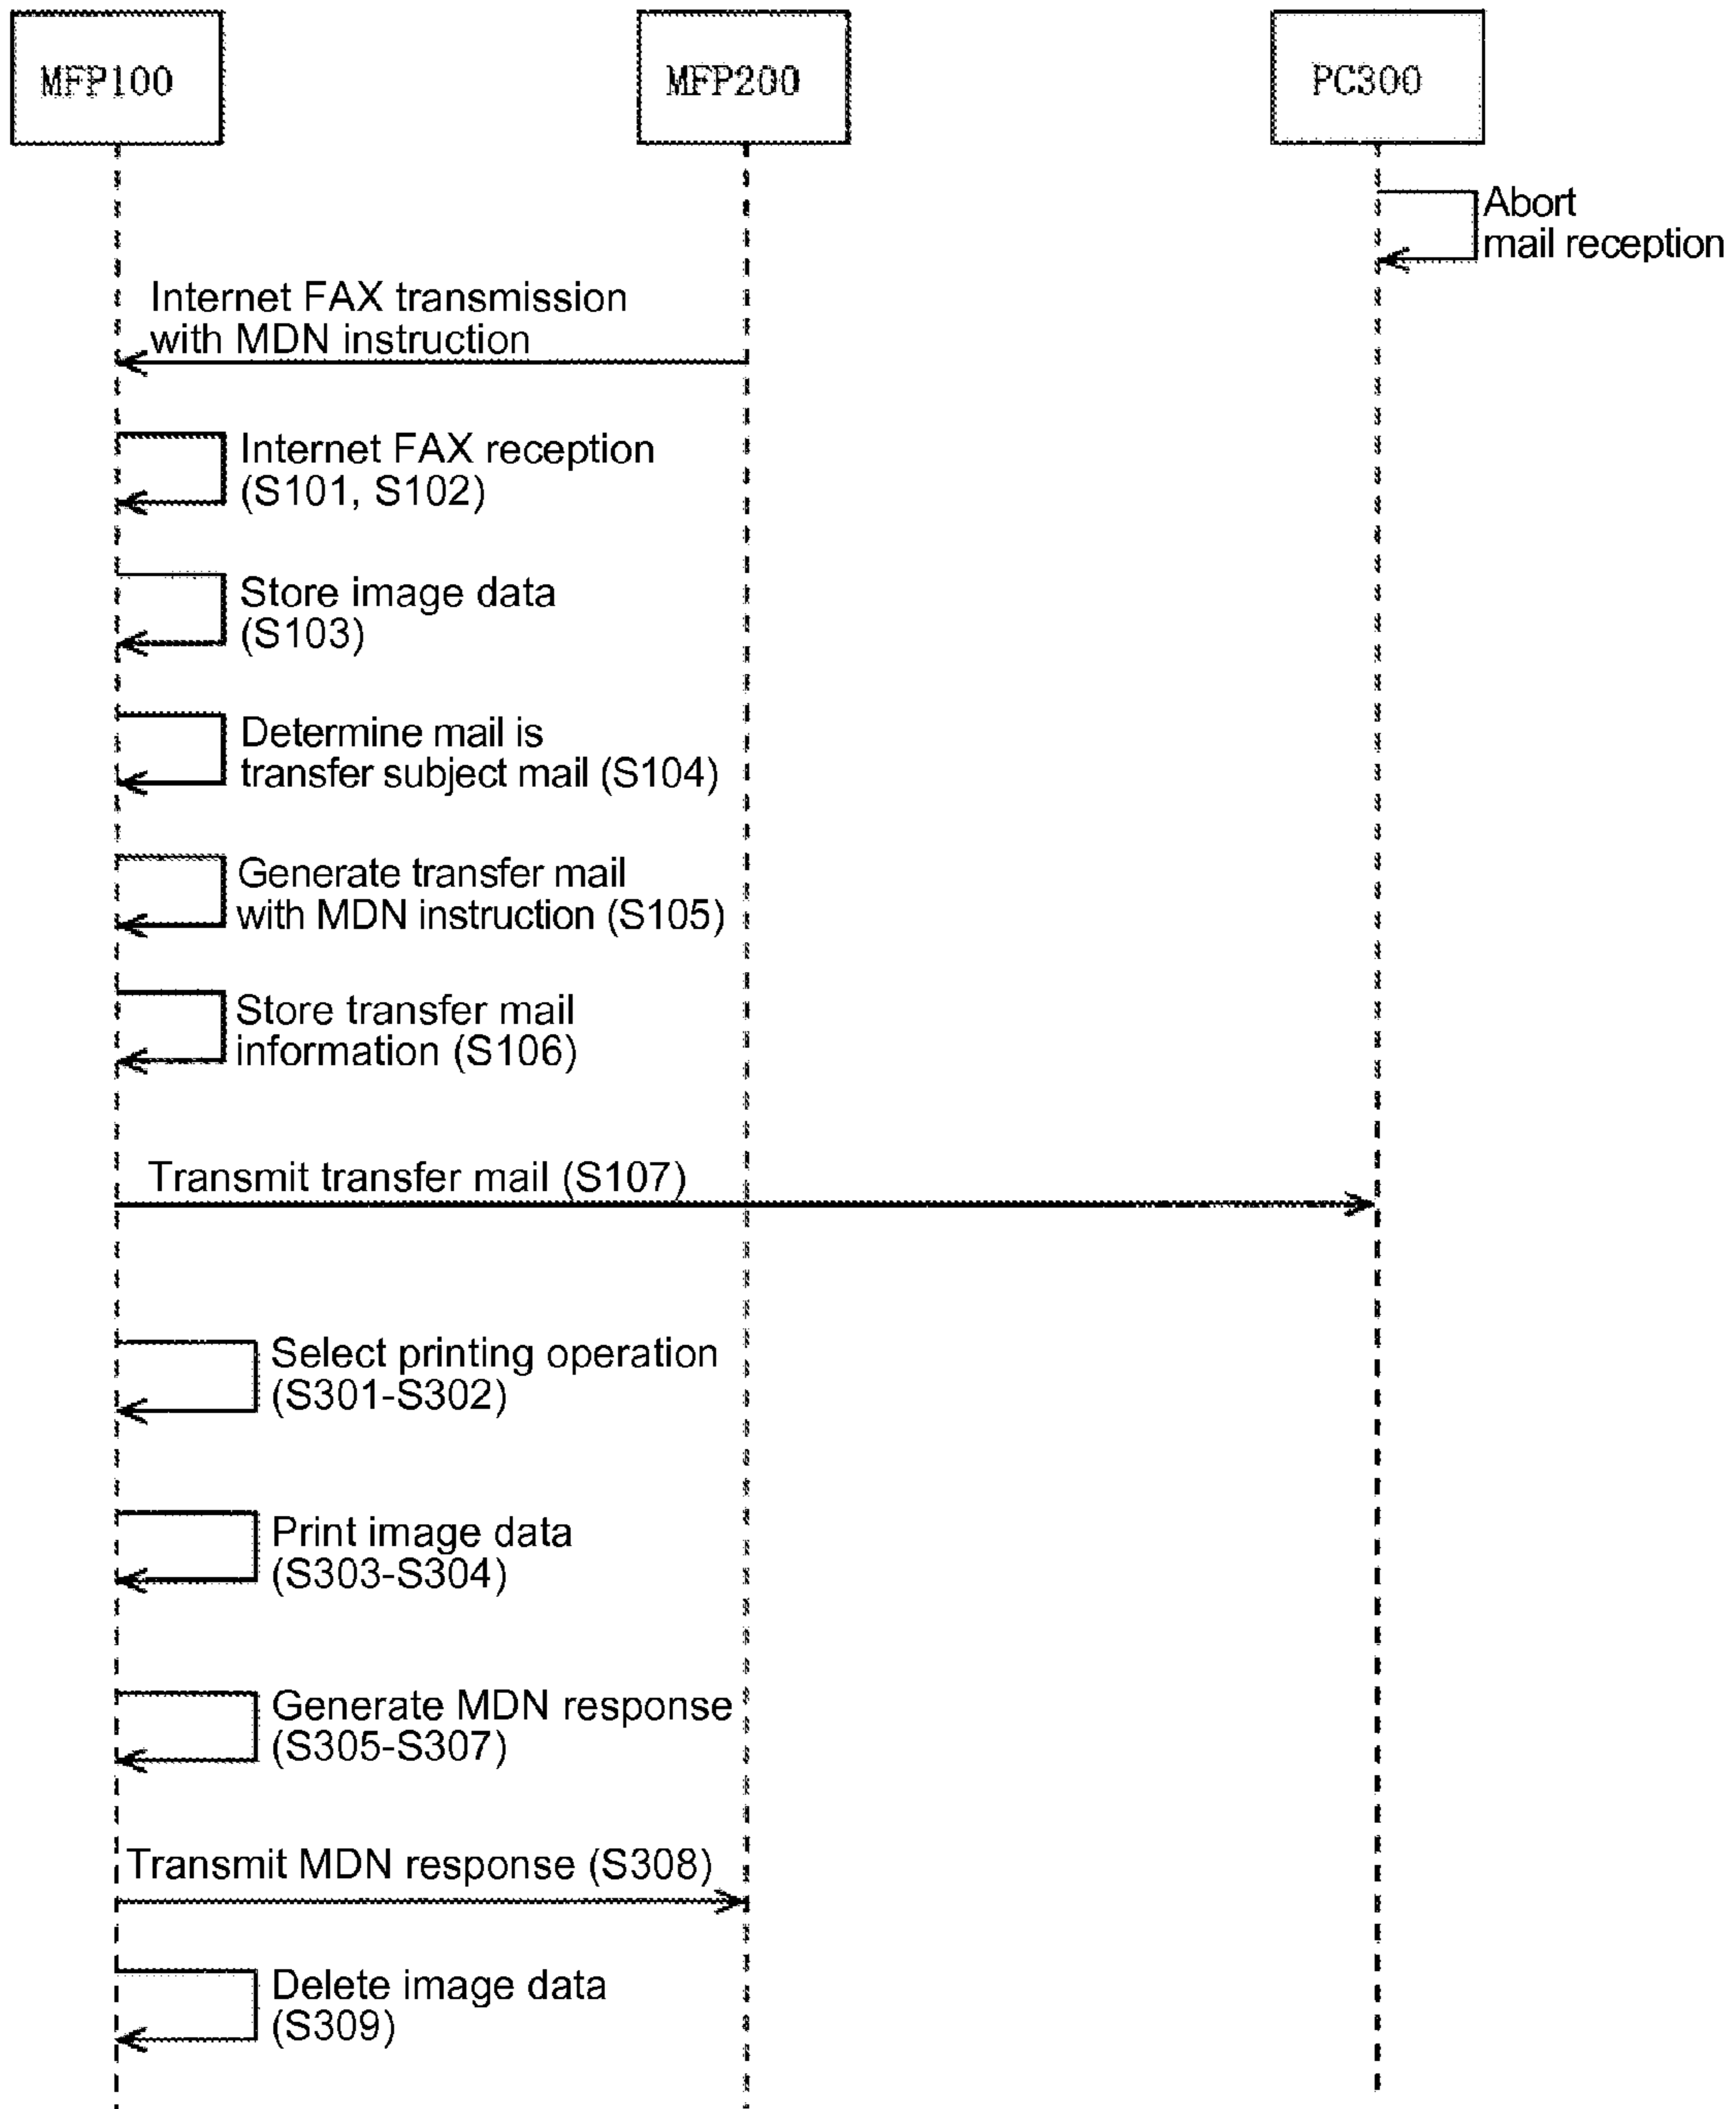 MFP100
MFP200
PC300
Abort
mail reception
Internet FAX transmission
with MDN instruction
Internet FAX reception
(S101, S102)
Store image data
(S103)
Determine mail is
transfer subject mail (S104)
Generate transfer mail
with MDN instruction (S105)
Store transfer mail
information (S106)
Transmit transfer mail (S107)
Select printing operation
(S301-S302)
Print image data
(S303-S304)
Generate MDN response
(S305-S307)
Transmit MDN response (S308)
Delete image data
(S309)